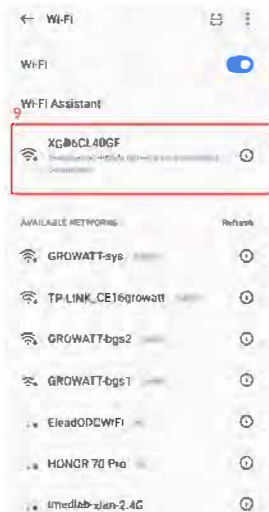 Wi-Fi
Wi-Fi
9
Wi-Fi Assistant
XGB6CL40GF
AVAILABLE NETWORKS Refresh
GROWATT-sys
TP-LINK_CE16growatt
GROWATT-bgs2
GROWATT-bgs1
EleadOPDWIFI
HONOR 70 Pro
imedlab-xian-2.4G